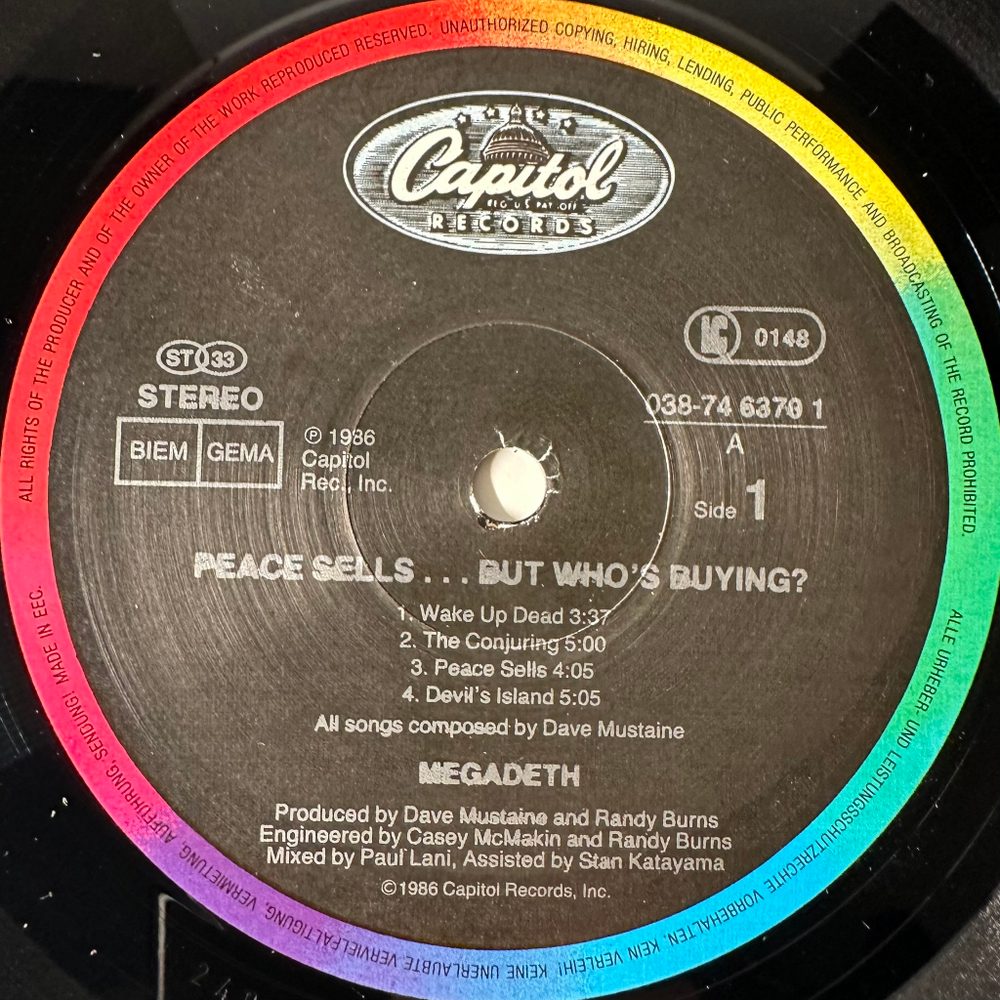 ALL RIGHTS OF THE PRODUCER AND OF THE OWNER OF THE WORK REPRODUCED RESERVED. UNAUTHORIZED COPYING, HIRING, LENDING, PUBLIC PERFORMANCE AND BROADCASTING OF THE RECORD PROHIBITED.
Capitol
REG. U.S. PAT. OFF.
RECORDS
LC 0148
ST 33
STEREO
BIEM GEMA
℗ 1986
Capitol
Rec., Inc.
038-74 6370 1
A
Side 1
PEACE SELLS . . . BUT WHO'S BUYING?
1. Wake Up Dead 3:37
2. The Conjuring 5:00
3. Peace Sells 4:05
4. Devil's Island 5:05
All songs composed by Dave Mustaine
MEGADETH
Produced by Dave Mustaine and Randy Burns
Engineered by Casey McMakin and Randy Burns
Mixed by Paul Lani, Assisted by Stan Katayama
©1986 Capitol Records, Inc.
ALLE URHEBER- UND LEISTUNGSSCHUTZRECHTE VORBEHALTEN. KEIN VERLEIH! KEINE UNERLAUBTE VERVIELFÄLTIGUNG, VERMIETUNG, AUFFÜHRUNG, SENDUNG! MADE IN EEC.